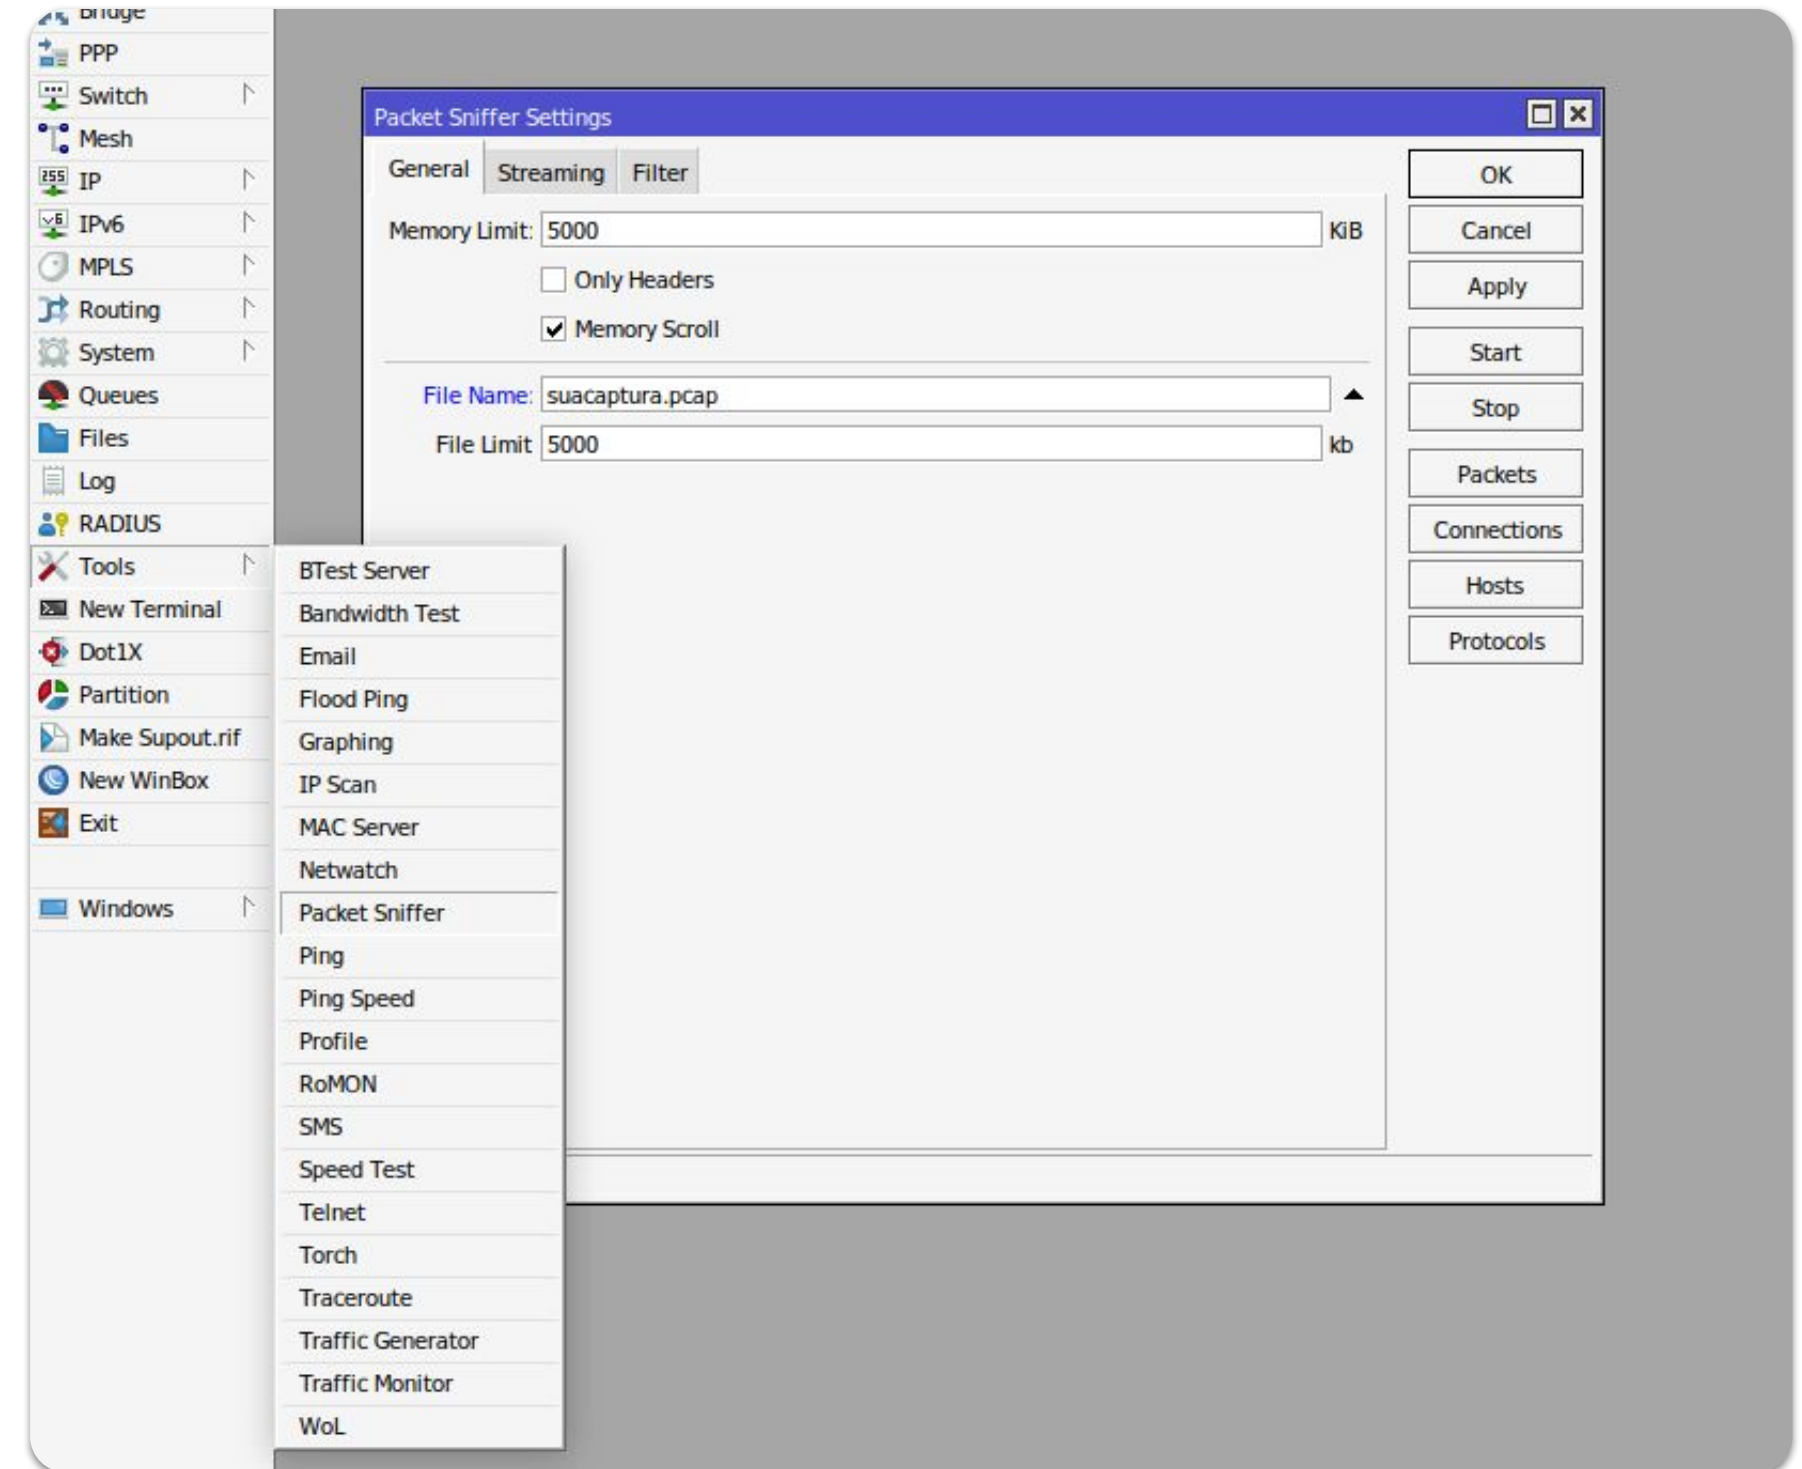 Bridge
PPP
Switch
Mesh
255 IP
v6 IPv6
MPLS
Routing
System
Queues
Files
Log
RADIUS
Tools
New Terminal
Dot1X
Partition
Make Supout.rif
New WinBox
Exit
Windows
BTest Server
Bandwidth Test
Email
Flood Ping
Graphing
IP Scan
MAC Server
Netwatch
Packet Sniffer
Ping
Ping Speed
Profile
RoMON
SMS
Speed Test
Telnet
Torch
Traceroute
Traffic Generator
Traffic Monitor
WoL
Packet Sniffer Settings
General Streaming Filter
Memory Limit: 5000 KiB
Only Headers
Memory Scroll
File Name: suacaptura.pcap
File Limit 5000 kb
OK
Cancel
Apply
Start
Stop
Packets
Connections
Hosts
Protocols